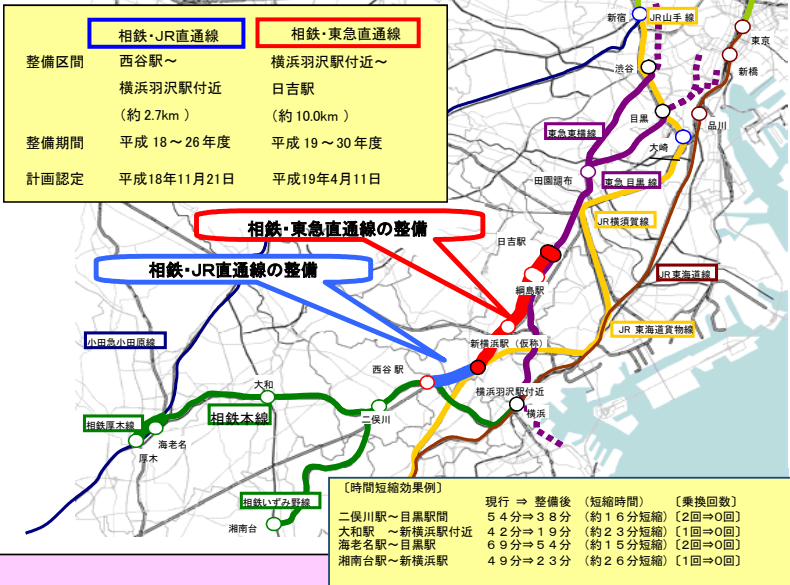 相鉄・JR直通線 相鉄・東急直通線
整備区間 西谷駅～ 横浜羽沢駅付近～
横浜羽沢駅付近 日吉駅
(約 2.7km ) (約 10.0km)
整備期間 平成 18～26 年度 平成 19～30 年度
計画認定 平成18年11月21日 平成19年4月11日
新宿
JR山手 線
東京
新橋
渋谷
目黒
品川
東急東横線
大崎
田園調布
東急 目黒 線
相鉄・東急直通線の整備
JR横須賀線
日吉駅
相鉄・JR直通線の整備
JR東海道線
綱島駅
JR 東海道貨物線
小田急小田原線
新横浜駅（仮称）
西谷 駅
大和
横浜羽沢駅付近
相鉄本線
二俣川
横浜
相鉄厚木線
海老名
厚木
相鉄いずみ野線
湘南台
〔時間短縮効果例〕
現行 ⇒ 整備後 （短縮時間） 〔乗換回数〕
二俣川駅～目黒駅間 ５４分⇒３８分 （約１６分短縮）〔2回⇒0回〕
大和駅 ～新横浜駅付近 ４２分⇒１９分 （約２３分短縮）〔1回⇒0回〕
海老名駅～目黒駅 ６９分⇒５４分 （約１５分短縮）〔2回⇒0回〕
湘南台駅～新横浜駅 ４９分⇒２３分 （約２６分短縮）〔1回⇒0回〕